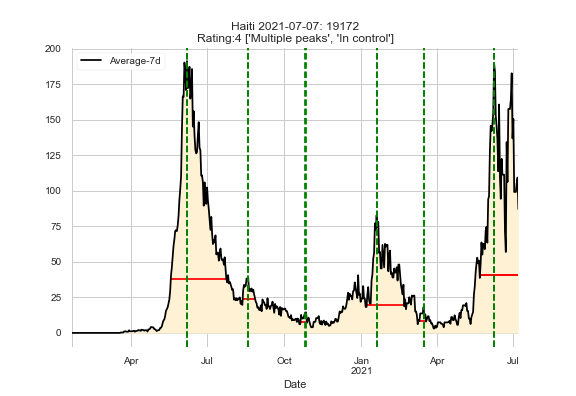 Haiti 2021-07-07: 19172
Rating:4 ['Multiple peaks', 'In control']
Average-7d
200
175
150
125
100
75
50
25
0
Apr
Jul
Oct
Jan
2021
Apr
Jul
Date